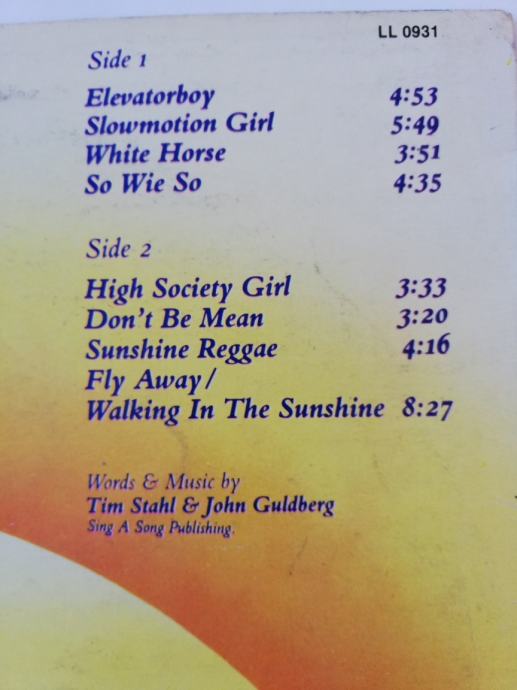 LL 0931
Side 1
Elevatorboy 4:53
Slowmotion Girl 5:49
White Horse 3:51
So Wie So 4:35
Side 2
High Society Girl 3:33
Don't Be Mean 3:20
Sunshine Reggae 4:16
Fly Away/
Walking In The Sunshine 8:27
Words & Music by
Tim Stahl & John Guldberg
Sing A Song Publishing.